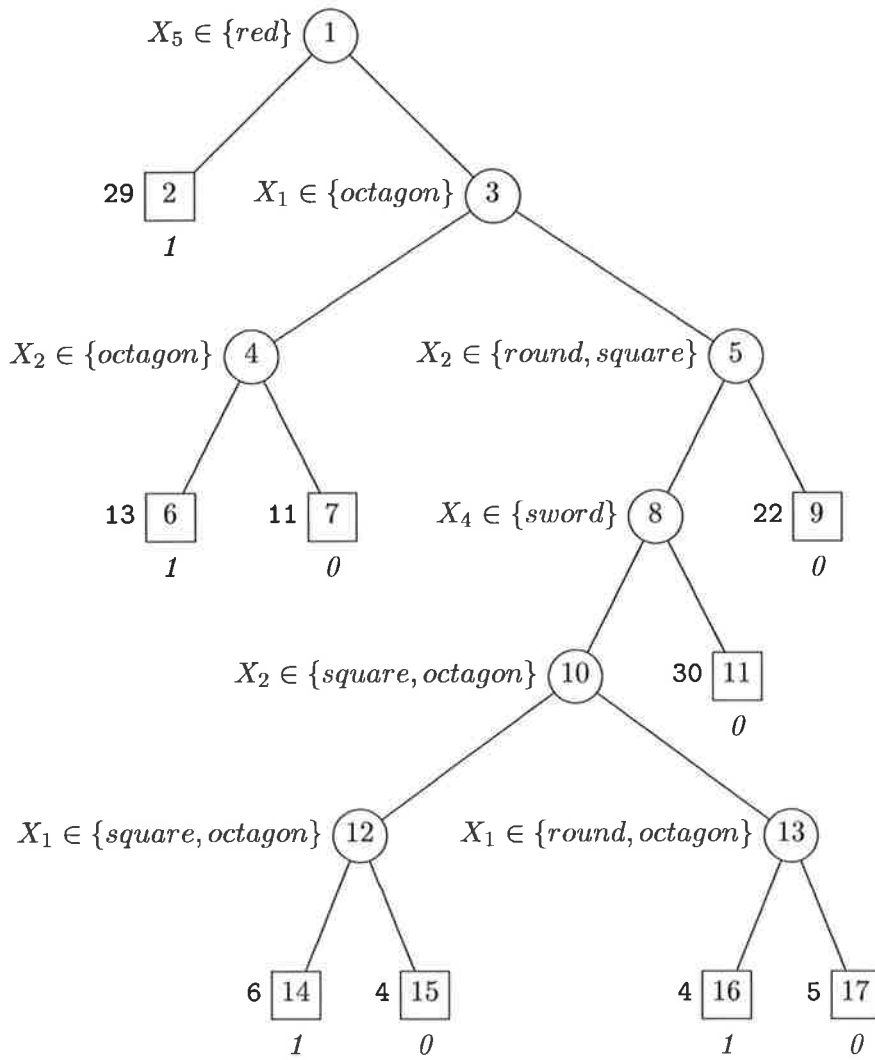 X₅ ∈ {red} 1
29 2 X₁ ∈ {octagon} 3
1
X₂ ∈ {octagon} 4 X₂ ∈ {round, square} 5
13 6 11 7 X₄ ∈ {sword} 8 22 9
1 0 0
X₂ ∈ {square, octagon} 10 30 11
0
X₁ ∈ {square, octagon} 12 X₁ ∈ {round, octagon} 13
6 14 4 15 4 16 5 17
1 0 1 0